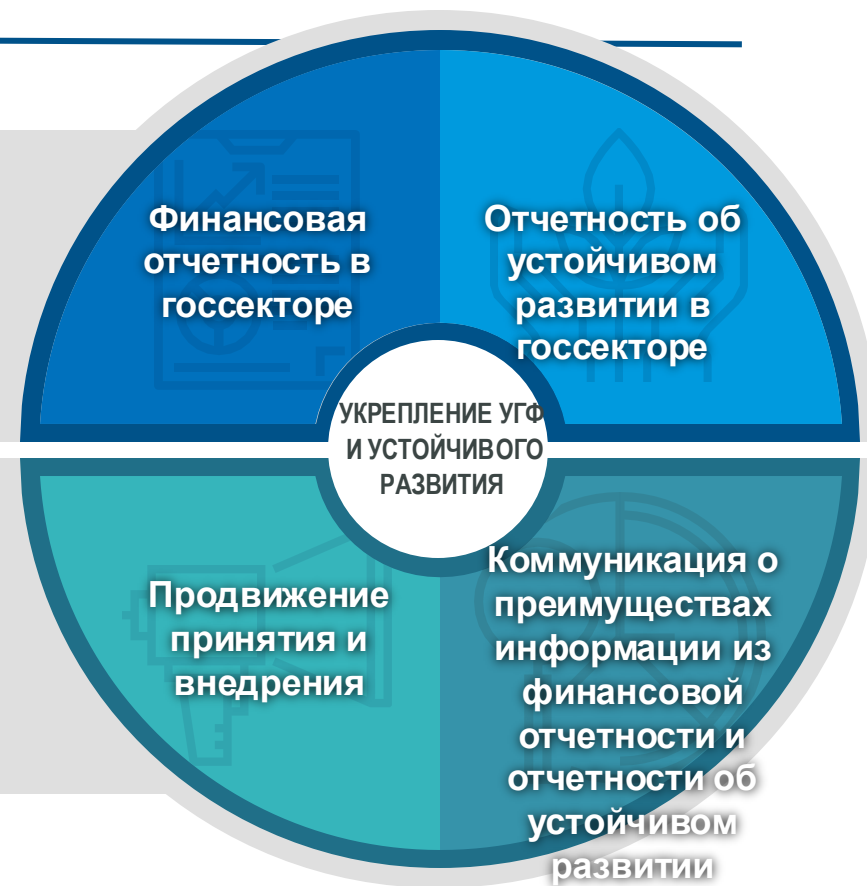 Финансовая
отчетность в
госсекторе
Отчетность об
устойчивом
развитии в
госсекторе
УКРЕПЛЕНИЕ УГФ
И УСТОЙЧИВОГО
РАЗВИТИЯ
Продвижение
принятия и
внедрения
Коммуникация о
преимуществах
информации из
финансовой
отчетности и
отчетности об
устойчивом
развитии